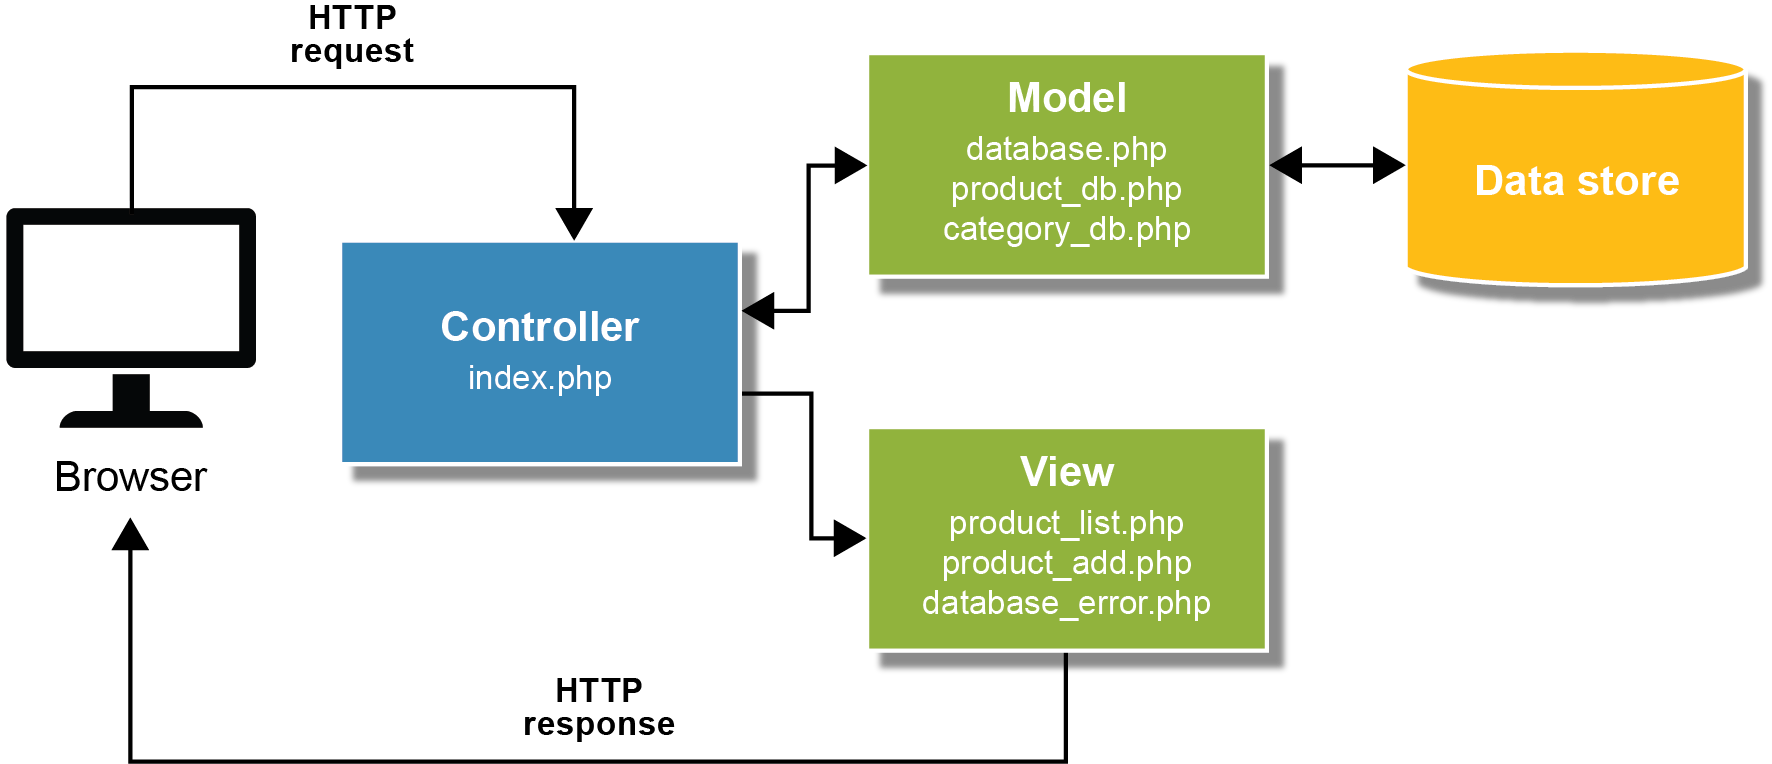 HTTP
request
Model
database.php
product_db.php
category_db.php
Data store
Controller
index.php
Browser
View
product_list.php
product_add.php
database_error.php
HTTP
response